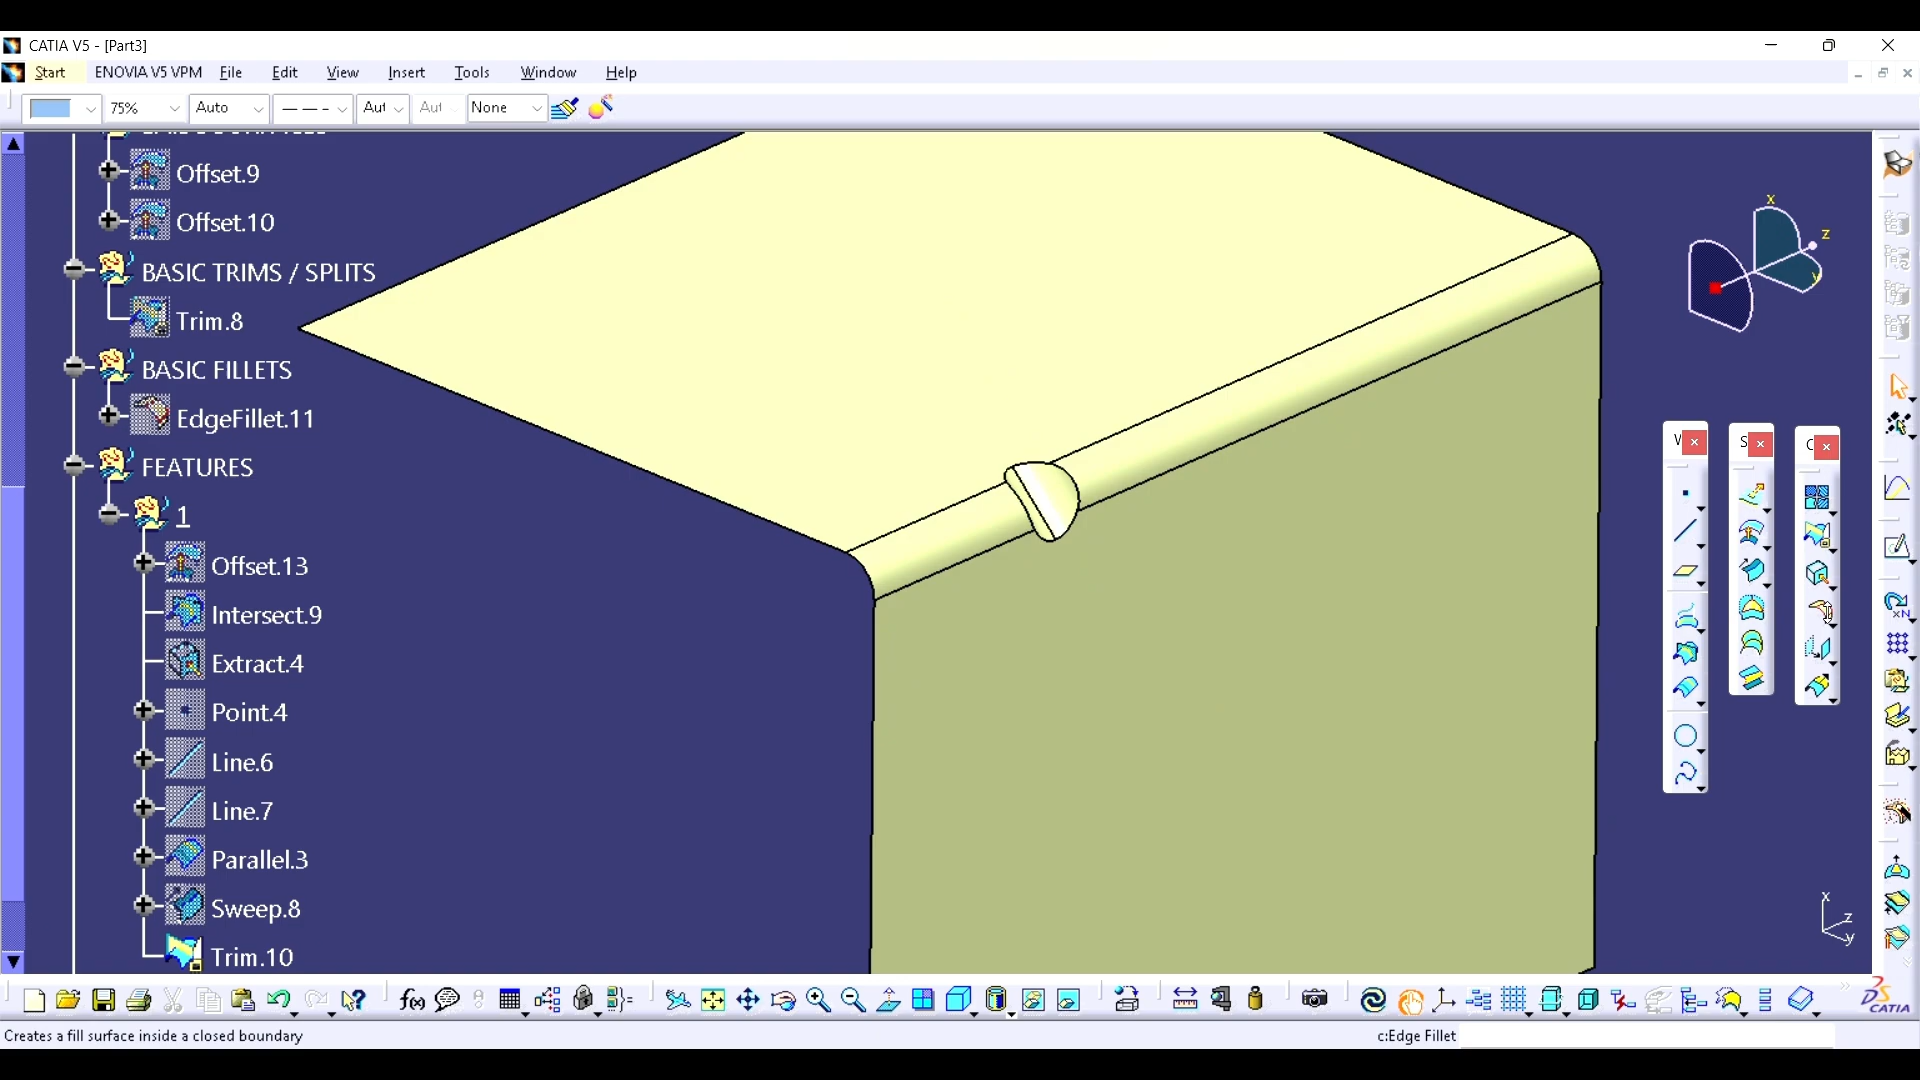 CATIA V5 - [Part3]
Start ENOVIA V5 VPM File Edit View Insert Tools Window Help
75% Auto Aut Aut None
Offset.9
Offset.10
BASIC TRIMS / SPLITS
Trim.8
BASIC FILLETS
EdgeFillet.11
FEATURES
1
Offset.13
Intersect.9
Extract.4
Point.4
Line.6
Line.7
Parallel.3
Sweep.8
Trim.10
x
z
y
V S
x
z
y
f(x)
CATIA
Creates a fill surface inside a closed boundary
c:Edge Fillet